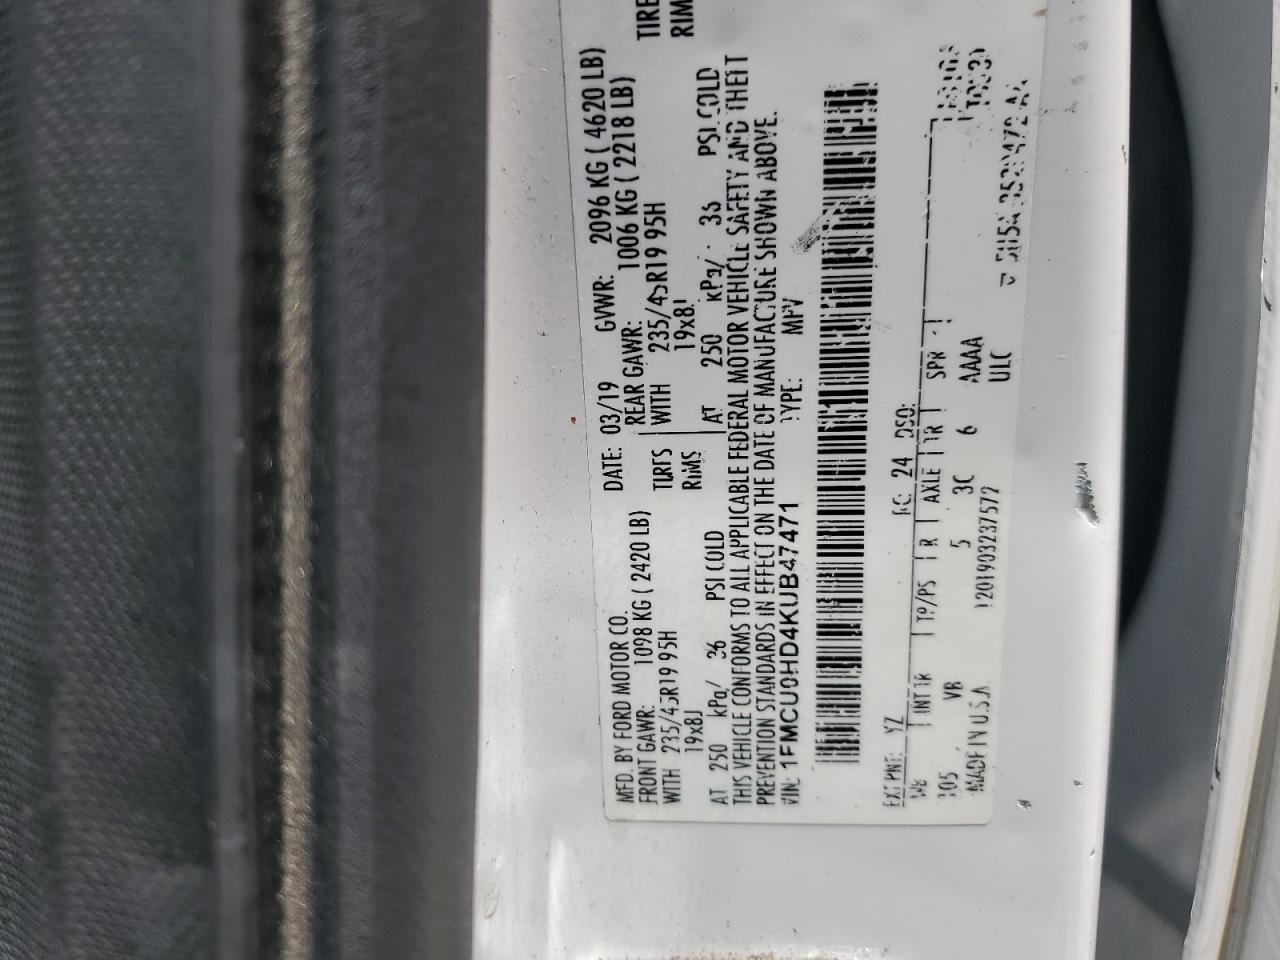 MFD. BY FORD MOTOR CO.
DATE: 03/19 GVWR: 2096 KG ( 4620 LB)
FRONT GAWR: 1098 KG ( 2420 LB) REAR GAWR: 1006 KG ( 2218 LB)
WITH 235/45R19 95H TIRES WITH 235/45R19 95H TIRE
19x8J RIMS 19x8J RIM
AT 250 kPa/ 36 PSI COLD AT 250 kPa/ 36 PSI COLD
THIS VEHICLE CONFORMS TO ALL APPLICABLE FEDERAL MOTOR VEHICLE SAFETY AND THEFT
PREVENTION STANDARDS IN EFFECT ON THE DATE OF MANUFACTURE SHOWN ABOVE.
VIN: 1FMCU0HD4KUB47471 TYPE: MPV
EXT PNT: YZ RC: 24 DSO:
WB INT TR TP/PS R AXLE TR SPR
105 VB 5 3C 6 AAAA
MADE IN U.S.A. 1201903237572 ULC